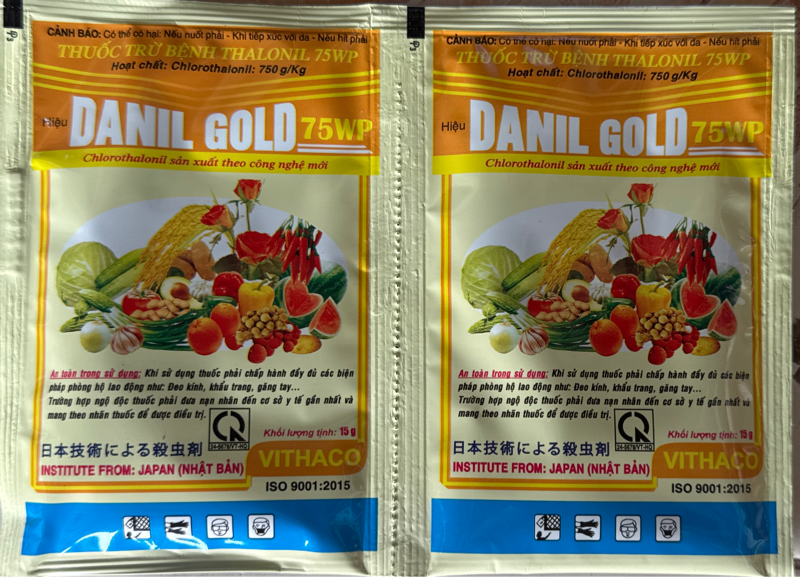 CẢNH BÁO: Có thể có hại: Nếu nuốt phải - Khi tiếp xúc với da - Nếu hít phải
THUỐC TRỪ BỆNH THALONIL 75WP
Hoạt chất: Chlorothalonil: 750 g/Kg
Hiệu DANIL GOLD 75WP
Chlorothalonil sản xuất theo công nghệ mới
An toàn trong sử dụng: Khi sử dụng thuốc phải chấp hành đầy đủ các biện
pháp phòng hộ lao động như: Đeo kính, khẩu trang, găng tay...
Trường hợp ngộ độc thuốc phải đưa nạn nhân đến cơ sở y tế gần nhất và
mang theo nhãn thuốc để được điều trị.
Khối lượng tịnh: 15 g
日本技術による殺虫剤
INSTITUTE FROM: JAPAN (NHẬT BẢN)
VITHACO
ISO 9001:2015
CẢNH BÁO: Có thể có hại: Nếu nuốt phải - Khi tiếp xúc với da - Nếu hít phải
THUỐC TRỪ BỆNH THALONIL 75WP
Hoạt chất: Chlorothalonil: 750 g/Kg
Hiệu DANIL GOLD 75WP
Chlorothalonil sản xuất theo công nghệ mới
An toàn trong sử dụng: Khi sử dụng thuốc phải chấp hành đầy đủ các biện
pháp phòng hộ lao động như: Đeo kính, khẩu trang, găng tay...
Trường hợp ngộ độc thuốc phải đưa nạn nhân đến cơ sở y tế gần nhất và
mang theo nhãn thuốc để được điều trị.
Khối lượng tịnh: 15 g
日本技術による殺虫剤
INSTITUTE FROM: JAPAN (NHẬT BẢN)
VITHACO
ISO 9001:2015